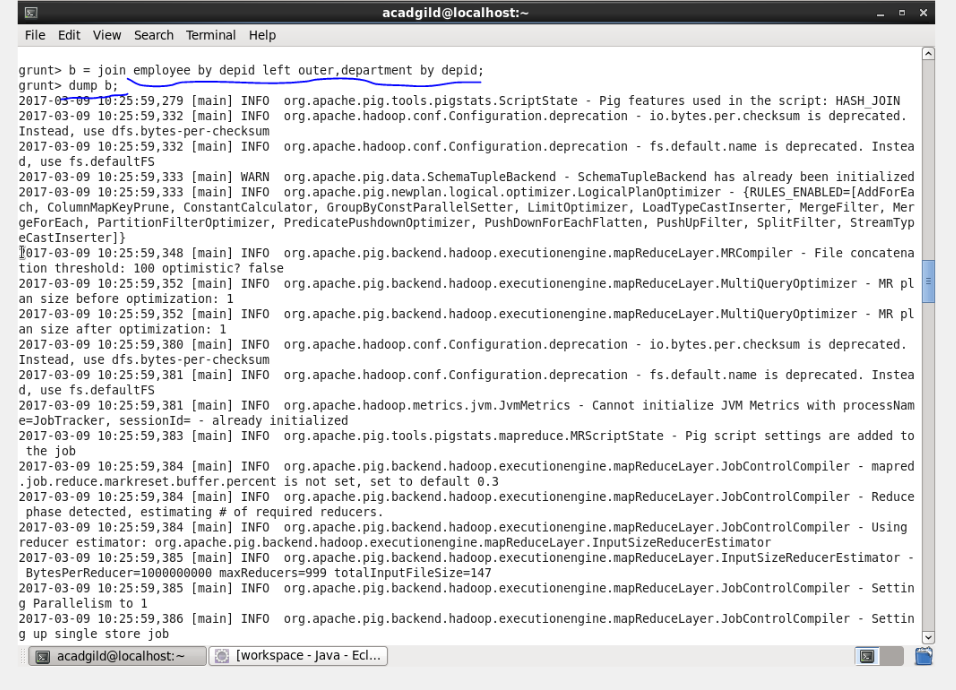 acadgild@localhost:~
File Edit View Search Terminal Help
grunt> b = join employee by depid left outer,department by depid;
grunt> dump b;
2017-03-09 10:25:59,279 [main] INFO  org.apache.pig.tools.pigstats.ScriptState - Pig features used in the script: HASH_JOIN
2017-03-09 10:25:59,332 [main] INFO  org.apache.hadoop.conf.Configuration.deprecation - io.bytes.per.checksum is deprecated.
Instead, use dfs.bytes-per-checksum
2017-03-09 10:25:59,332 [main] INFO  org.apache.hadoop.conf.Configuration.deprecation - fs.default.name is deprecated. Instea
d, use fs.defaultFS
2017-03-09 10:25:59,333 [main] WARN  org.apache.pig.data.SchemaTupleBackend - SchemaTupleBackend has already been initialized
2017-03-09 10:25:59,333 [main] INFO  org.apache.pig.newplan.logical.optimizer.LogicalPlanOptimizer - {RULES_ENABLED=[AddForEa
ch, ColumnMapKeyPrune, ConstantCalculator, GroupByConstParallelSetter, LimitOptimizer, LoadTypeCastInserter, MergeFilter, Mer
geForEach, PartitionFilterOptimizer, PredicatePushdownOptimizer, PushDownForEachFlatten, PushUpFilter, SplitFilter, StreamTyp
eCastInserter]}
2017-03-09 10:25:59,348 [main] INFO  org.apache.pig.backend.hadoop.executionengine.mapReduceLayer.MRCompiler - File concatena
tion threshold: 100 optimistic? false
2017-03-09 10:25:59,352 [main] INFO  org.apache.pig.backend.hadoop.executionengine.mapReduceLayer.MultiQueryOptimizer - MR pl
an size before optimization: 1
2017-03-09 10:25:59,352 [main] INFO  org.apache.pig.backend.hadoop.executionengine.mapReduceLayer.MultiQueryOptimizer - MR pl
an size after optimization: 1
2017-03-09 10:25:59,380 [main] INFO  org.apache.hadoop.conf.Configuration.deprecation - io.bytes.per.checksum is deprecated.
Instead, use dfs.bytes-per-checksum
2017-03-09 10:25:59,381 [main] INFO  org.apache.hadoop.conf.Configuration.deprecation - fs.default.name is deprecated. Instea
d, use fs.defaultFS
2017-03-09 10:25:59,381 [main] INFO  org.apache.hadoop.metrics.jvm.JvmMetrics - Cannot initialize JVM Metrics with processNam
e=JobTracker, sessionId= - already initialized
2017-03-09 10:25:59,383 [main] INFO  org.apache.pig.tools.pigstats.mapreduce.MRScriptState - Pig script settings are added to
 the job
2017-03-09 10:25:59,384 [main] INFO  org.apache.pig.backend.hadoop.executionengine.mapReduceLayer.JobControlCompiler - mapred
.job.reduce.markreset.buffer.percent is not set, set to default 0.3
2017-03-09 10:25:59,384 [main] INFO  org.apache.pig.backend.hadoop.executionengine.mapReduceLayer.JobControlCompiler - Reduce
 phase detected, estimating # of required reducers.
2017-03-09 10:25:59,384 [main] INFO  org.apache.pig.backend.hadoop.executionengine.mapReduceLayer.JobControlCompiler - Using
reducer estimator: org.apache.pig.backend.hadoop.executionengine.mapReduceLayer.InputSizeReducerEstimator
2017-03-09 10:25:59,385 [main] INFO  org.apache.pig.backend.hadoop.executionengine.mapReduceLayer.InputSizeReducerEstimator -
 BytesPerReducer=1000000000 maxReducers=999 totalInputFileSize=147
2017-03-09 10:25:59,385 [main] INFO  org.apache.pig.backend.hadoop.executionengine.mapReduceLayer.JobControlCompiler - Settin
g Parallelism to 1
2017-03-09 10:25:59,386 [main] INFO  org.apache.pig.backend.hadoop.executionengine.mapReduceLayer.JobControlCompiler - Settin
g up single store job
acadgild@localhost:~ [workspace - Java - Ecl...